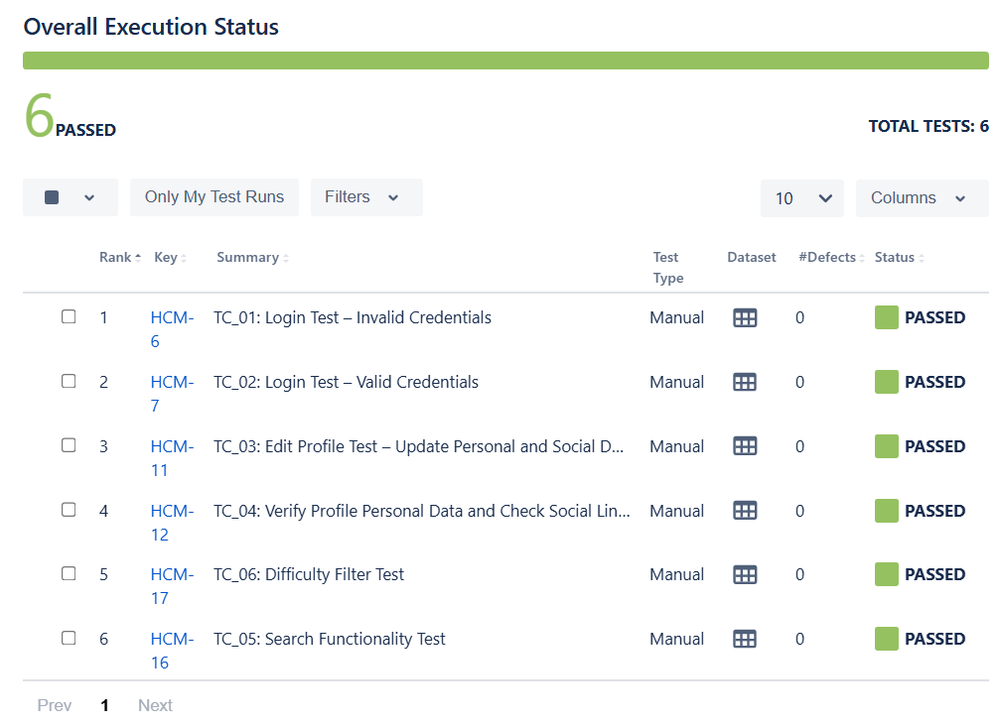 Overall Execution Status
6 PASSED
TOTAL TESTS: 6
Only My Test Runs Filters 10 Columns
Rank Key Summary Test Type Dataset #Defects Status
1 HCM-6 TC_01: Login Test – Invalid Credentials Manual 0 PASSED
2 HCM-7 TC_02: Login Test – Valid Credentials Manual 0 PASSED
3 HCM-11 TC_03: Edit Profile Test – Update Personal and Social D... Manual 0 PASSED
4 HCM-12 TC_04: Verify Profile Personal Data and Check Social Lin... Manual 0 PASSED
5 HCM-17 TC_06: Difficulty Filter Test Manual 0 PASSED
6 HCM-16 TC_05: Search Functionality Test Manual 0 PASSED
Prev 1 Next